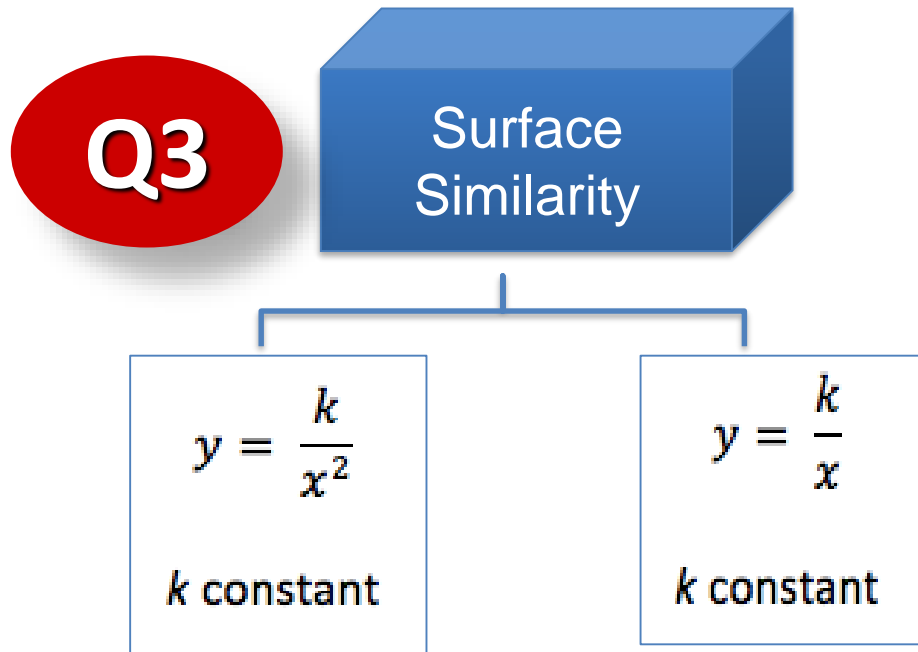 Q3
Surface
Similarity
y = k/x²
k constant
y = k/x
k constant